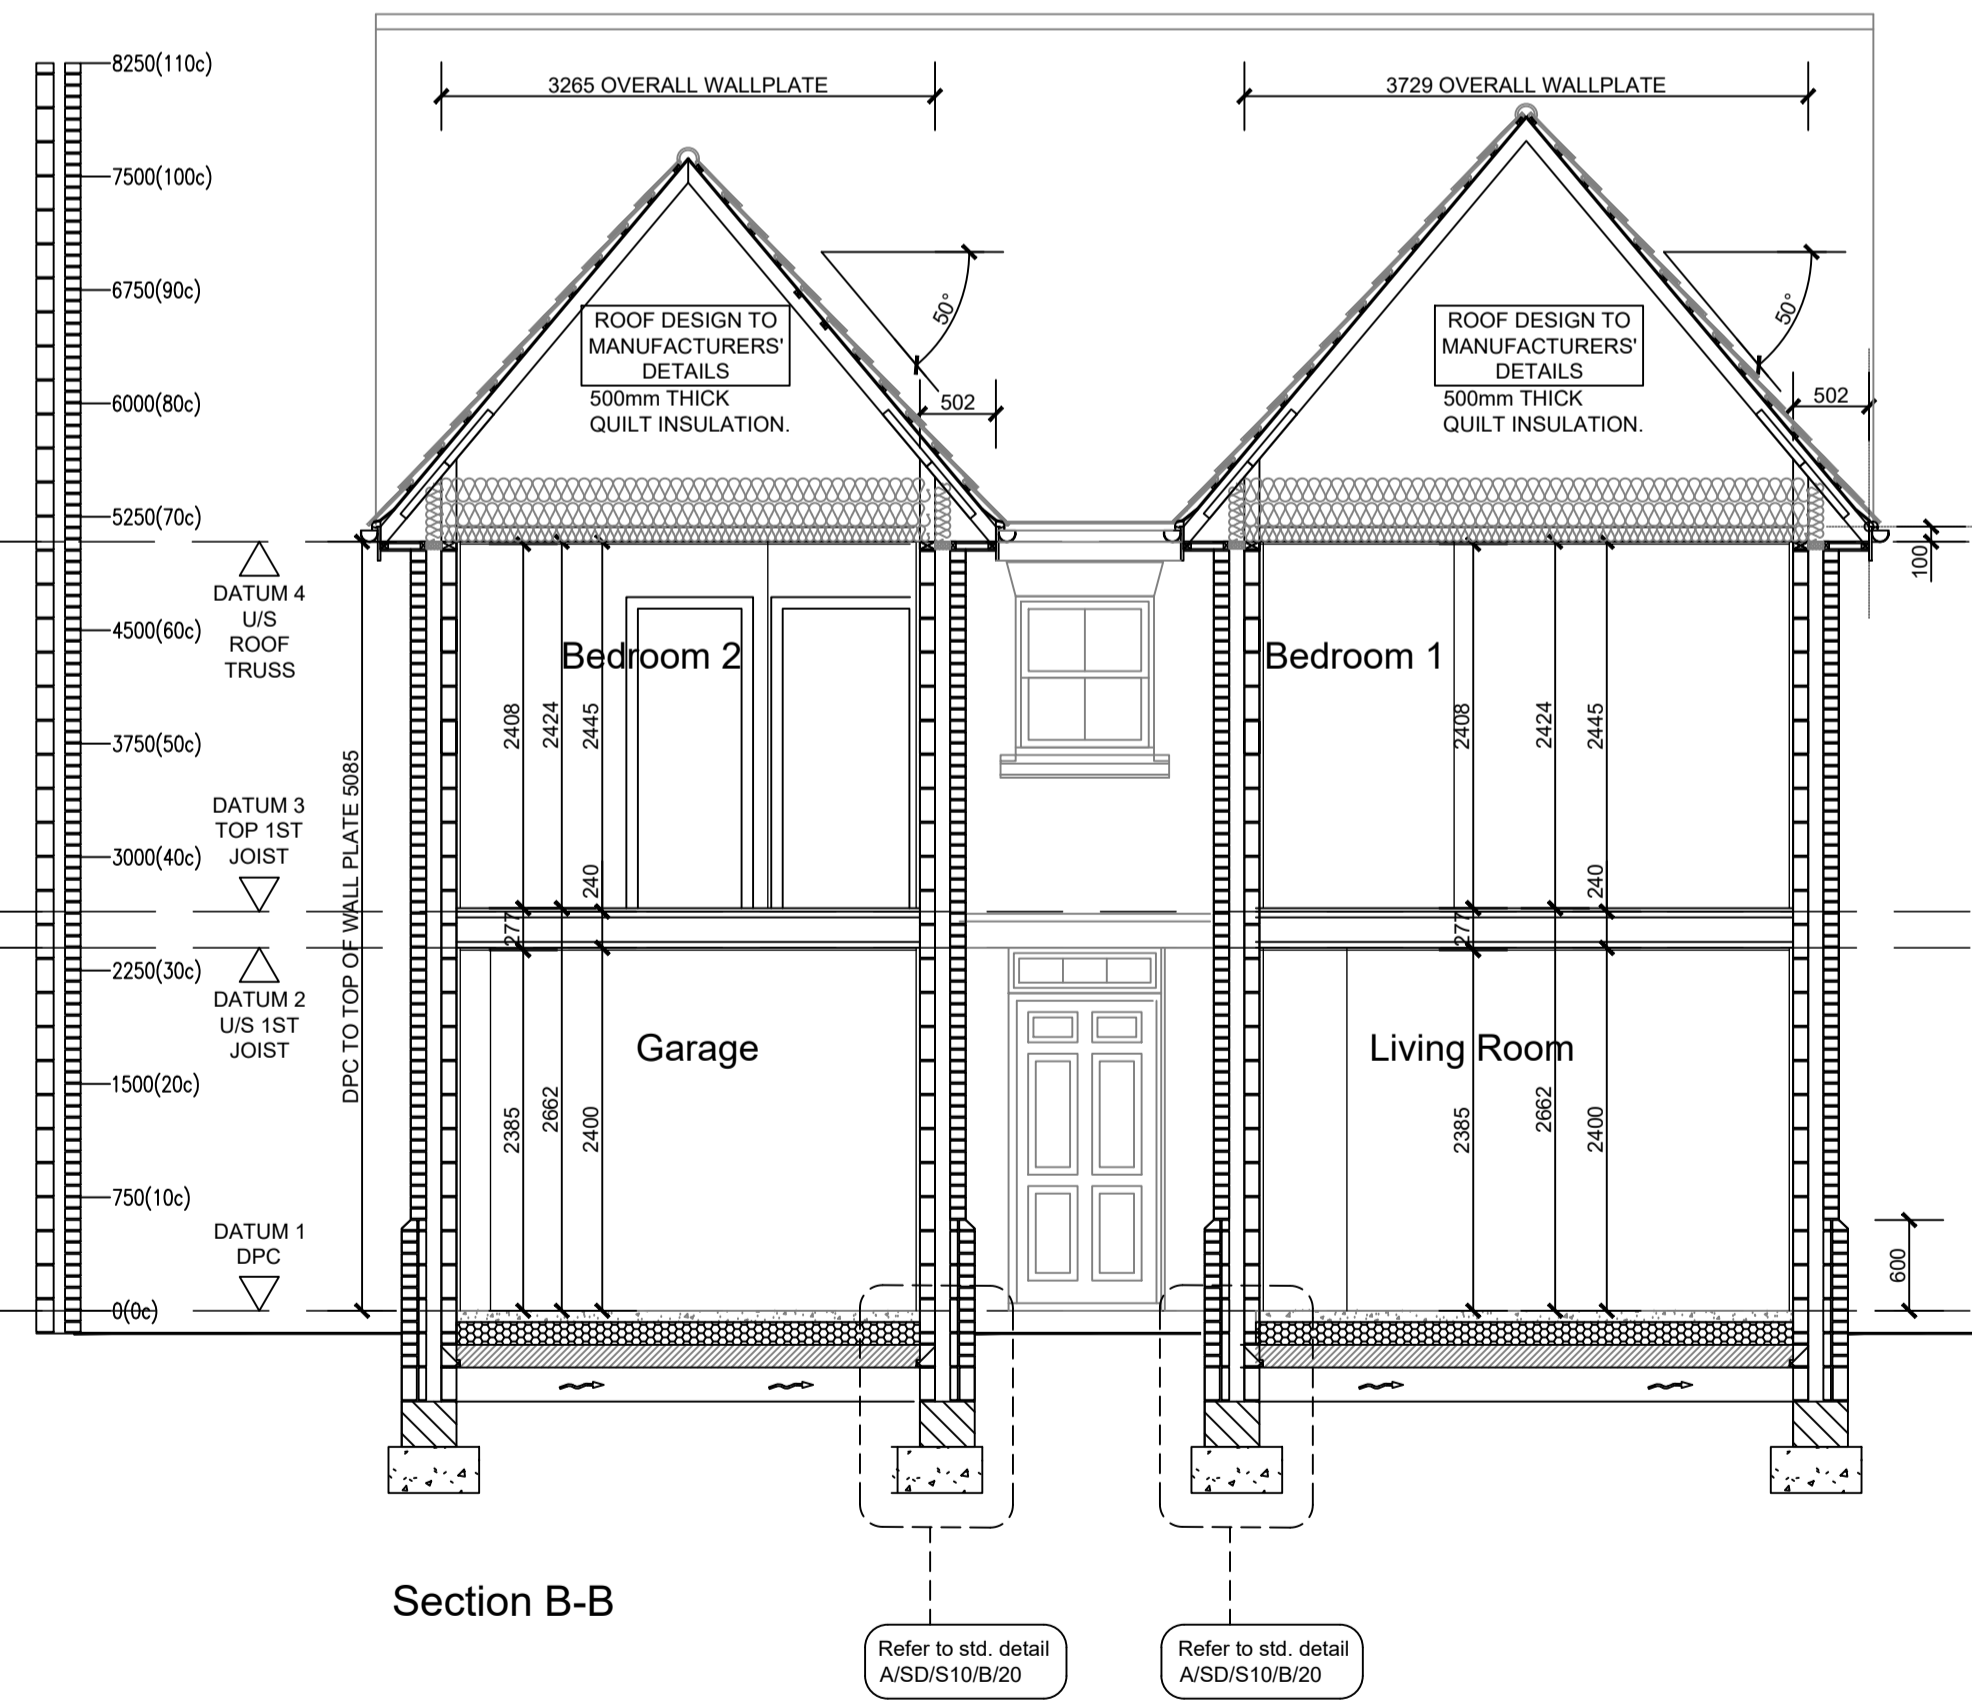 8250(110c)
7500(100c)
6750(90c)
6000(80c)
5250(70c)
4500(60c)
3750(50c)
3000(40c)
2250(30c)
1500(20c)
750(10c)
0(0c)
DATUM 4
U/S
ROOF
TRUSS
DATUM 3
TOP 1ST
JOIST
DATUM 2
U/S 1ST
JOIST
DATUM 1
DPC
DPC TO TOP OF WALL PLATE 5085
3265 OVERALL WALLPLATE
50°
ROOF DESIGN TO
MANUFACTURERS'
DETAILS
500mm THICK
QUILT INSULATION.
502
Bedroom 2
2408
2424
2445
240
277
Garage
2385
2662
2400
3729 OVERALL WALLPLATE
50°
ROOF DESIGN TO
MANUFACTURERS'
DETAILS
500mm THICK
QUILT INSULATION.
502
100
Bedroom 1
2408
2424
2445
240
277
Living Room
2385
2662
2400
600
Section B-B
Refer to std. detail
A/SD/S10/B/20
Refer to std. detail
A/SD/S10/B/20